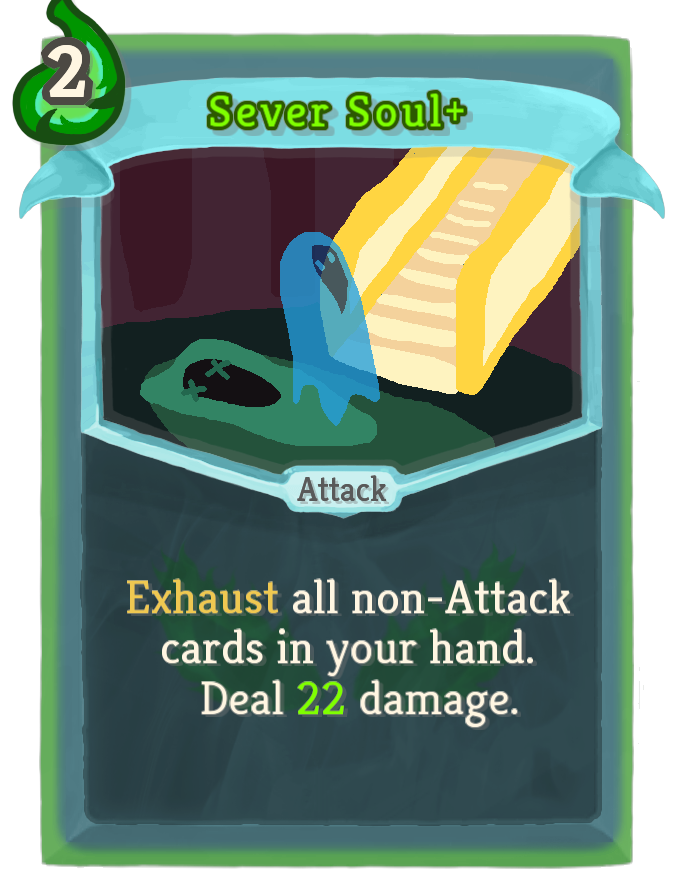 2
Sever Soul+
Attack
Exhaust all non-Attack
cards in your hand.
Deal 22 damage.